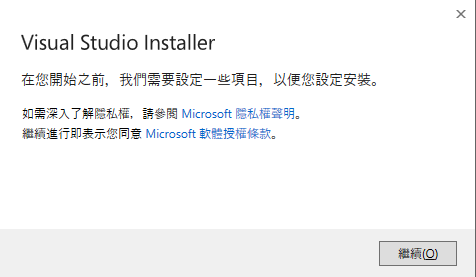 Visual Studio Installer
在您開始之前，我們需要設定一些項目，以便您設定安裝。
如需深入了解隱私權，請參閱 Microsoft 隱私權聲明。
繼續進行即表示您同意 Microsoft 軟體授權條款。
繼續(O)